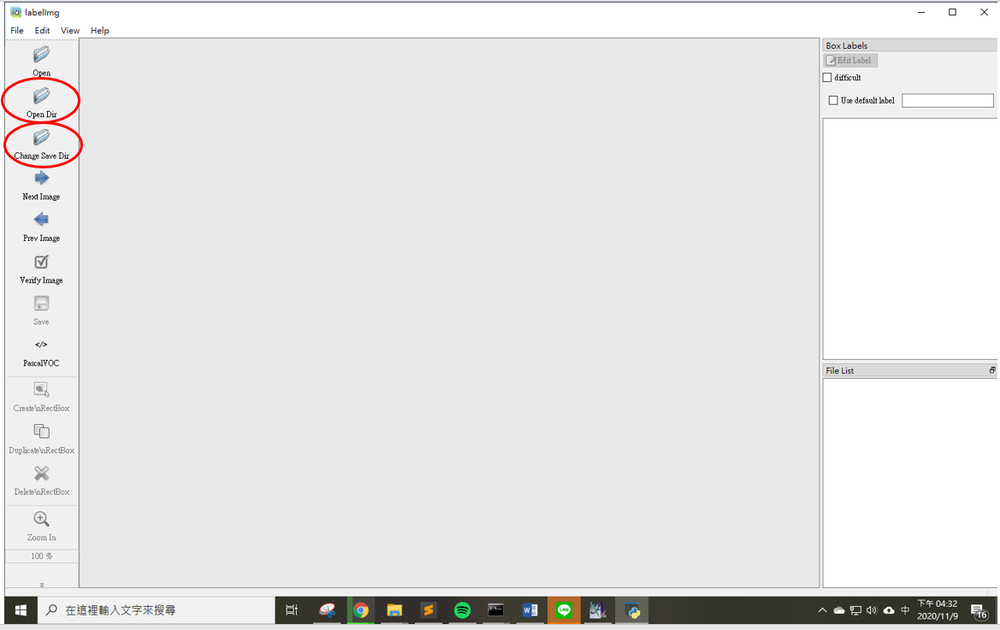 labelImg
File Edit View Help
Open
Open Dir
Change Save Dir
Next Image
Prev Image
Verify Image
Save
</>
PascalVOC
Create\nRectBox
Duplicate\nRectBox
Delete\nRectBox
Zoom In
100 %
Box Labels
Edit Label
difficult
Use default label
File List
在這裡輸入文字來搜尋
中
下午 04:32
2020/11/9
16